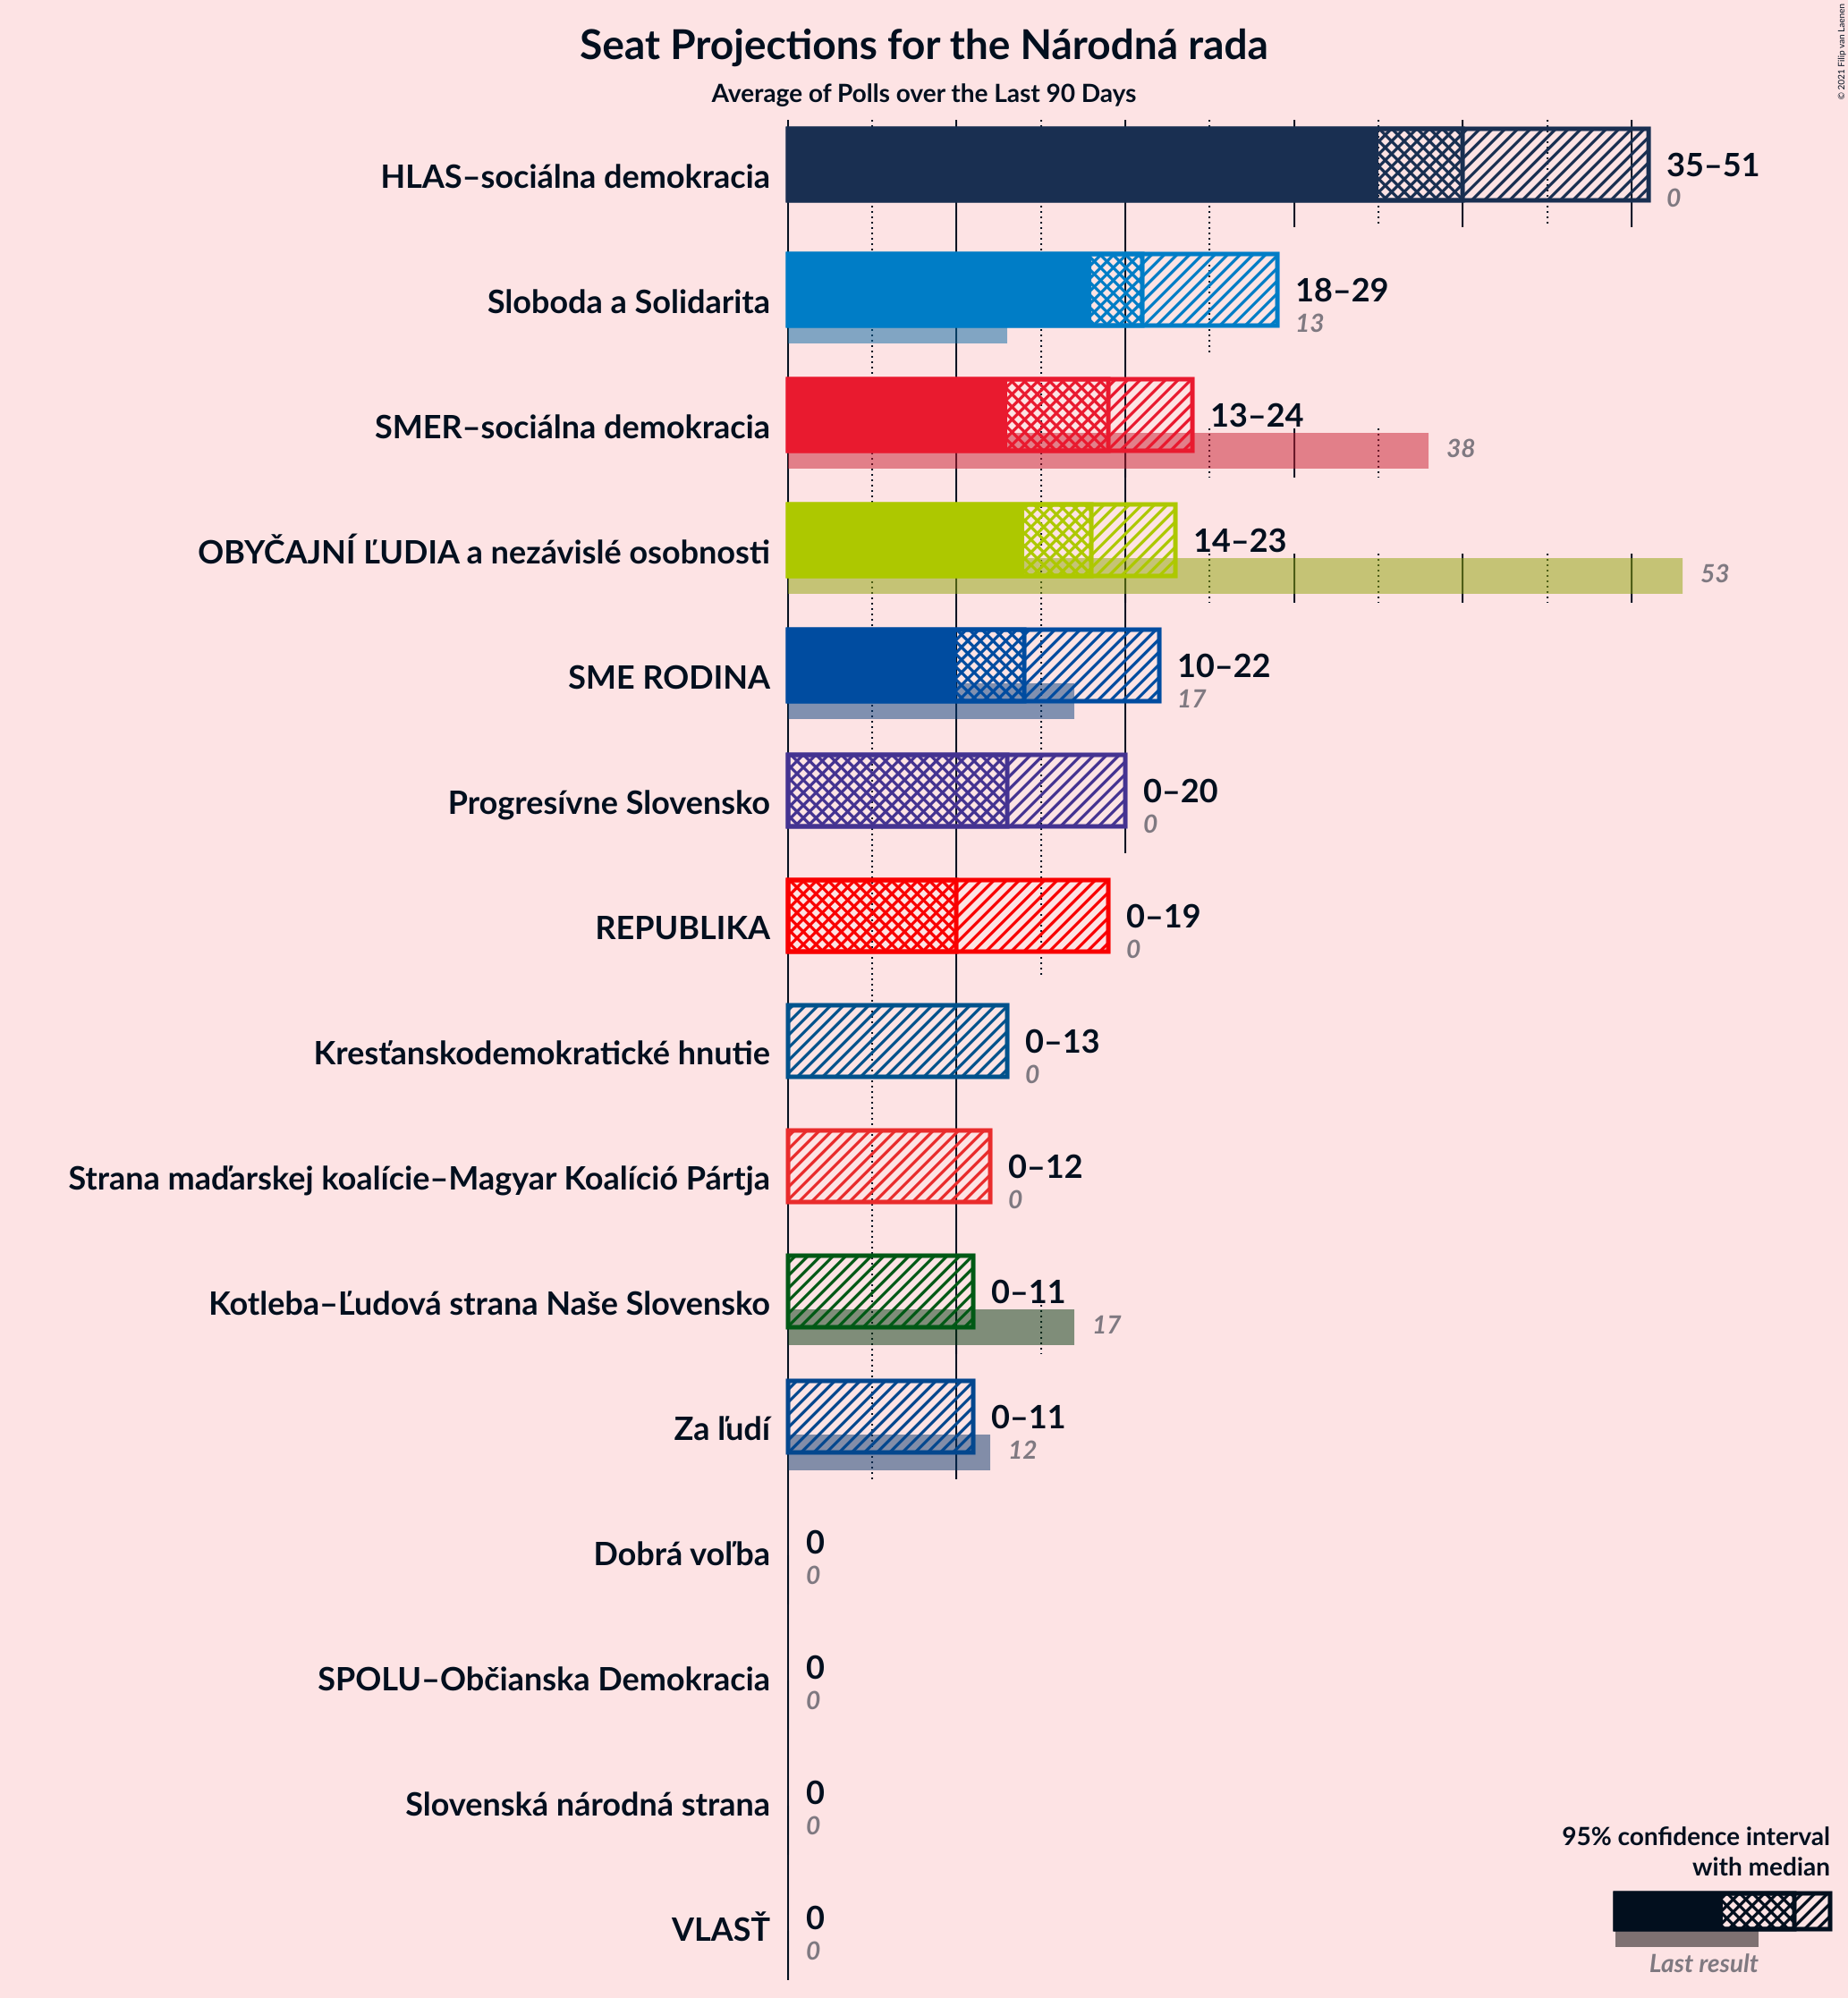 Seat Projections for the Národná rada
Average of Polls over the Last 90 Days
© 2021 Filip van Laenen
HLAS–sociálna demokracia
35–51
0
Sloboda a Solidarita
18–29
13
SMER–sociálna demokracia
13–24
38
OBYČAJNÍ ĽUDIA a nezávislé osobnosti
14–23
53
SME RODINA
10–22
17
Progresívne Slovensko
0–20
0
REPUBLIKA
0–19
0
Kresťanskodemokratické hnutie
0–13
0
Strana maďarskej koalície–Magyar Koalíció Pártja
0–12
0
Kotleba–Ľudová strana Naše Slovensko
0–11
17
Za ľudí
0–11
12
Dobrá voľba
0
0
SPOLU–Občianska Demokracia
0
0
Slovenská národná strana
0
0
VLASŤ
0
0
95% confidence interval
with median
Last result